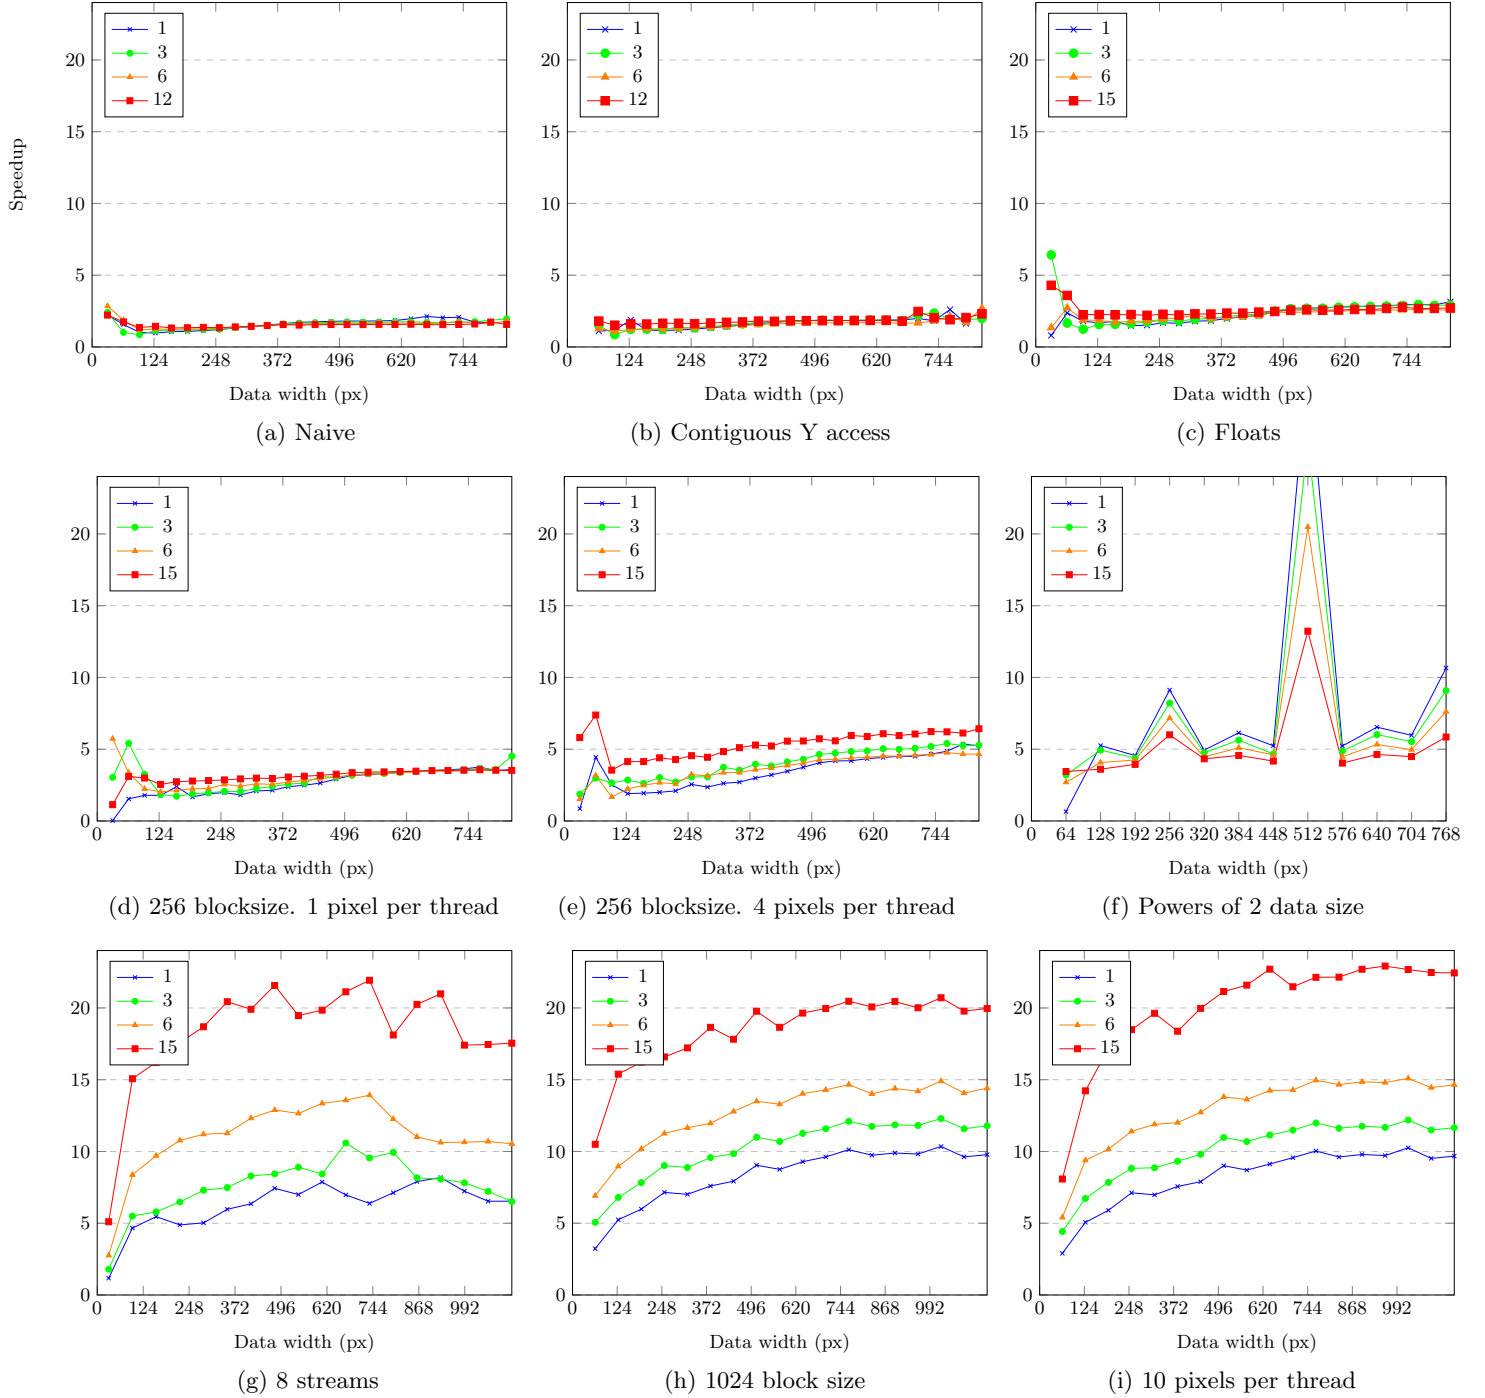 1
3
6
12
20
15
10
5
0
Speedup
0 124 248 372 496 620 744
Data width (px)
(a) Naive
1
3
6
12
20
15
10
5
0
0 124 248 372 496 620 744
Data width (px)
(b) Contiguous Y access
1
3
6
15
20
15
10
5
0
0 124 248 372 496 620 744
Data width (px)
(c) Floats
1
3
6
15
20
15
10
5
0
0 124 248 372 496 620 744
Data width (px)
(d) 256 blocksize. 1 pixel per thread
1
3
6
15
20
15
10
5
0
0 124 248 372 496 620 744
Data width (px)
(e) 256 blocksize. 4 pixels per thread
1
3
6
15
20
15
10
5
0
0 64 128 192 256 320 384 448 512 576 640 704 768
Data width (px)
(f) Powers of 2 data size
1
3
6
15
20
15
10
5
0
0 124 248 372 496 620 744 868 992
Data width (px)
(g) 8 streams
1
3
6
15
20
15
10
5
0
0 124 248 372 496 620 744 868 992
Data width (px)
(h) 1024 block size
1
3
6
15
20
15
10
5
0
0 124 248 372 496 620 744 868 992
Data width (px)
(i) 10 pixels per thread